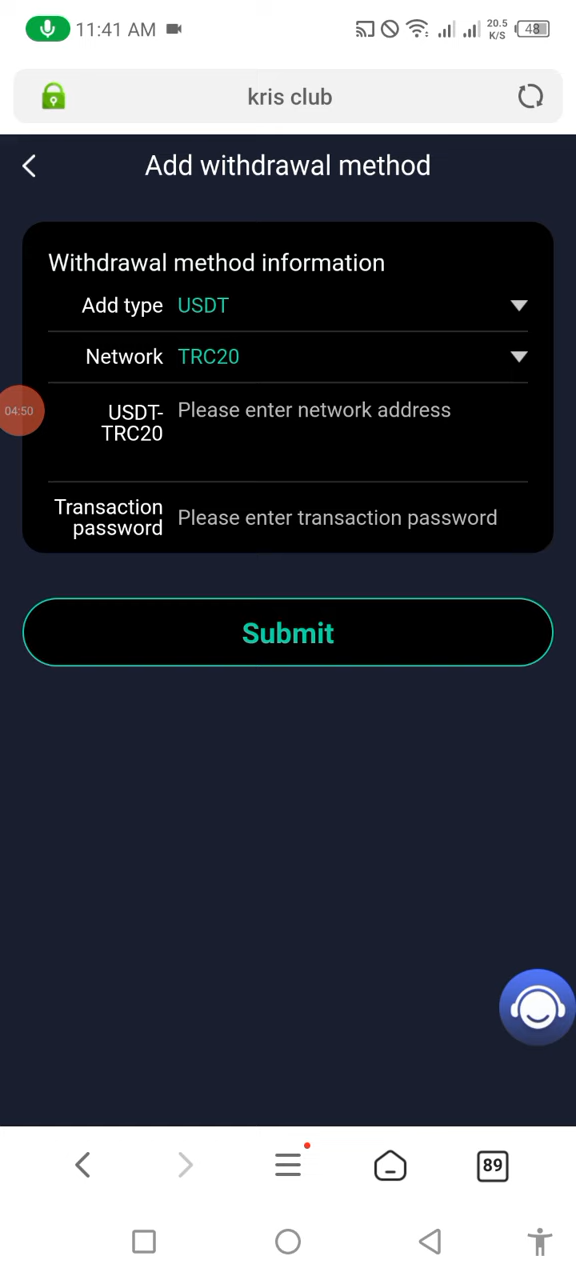 11:41 AM
20.5
K/S
48
kris club
Add withdrawal method
Withdrawal method information
Add type USDT
Network TRC20
04:50
USDT-
TRC20
Please enter network address
Transaction
password
Please enter transaction password
Submit
89